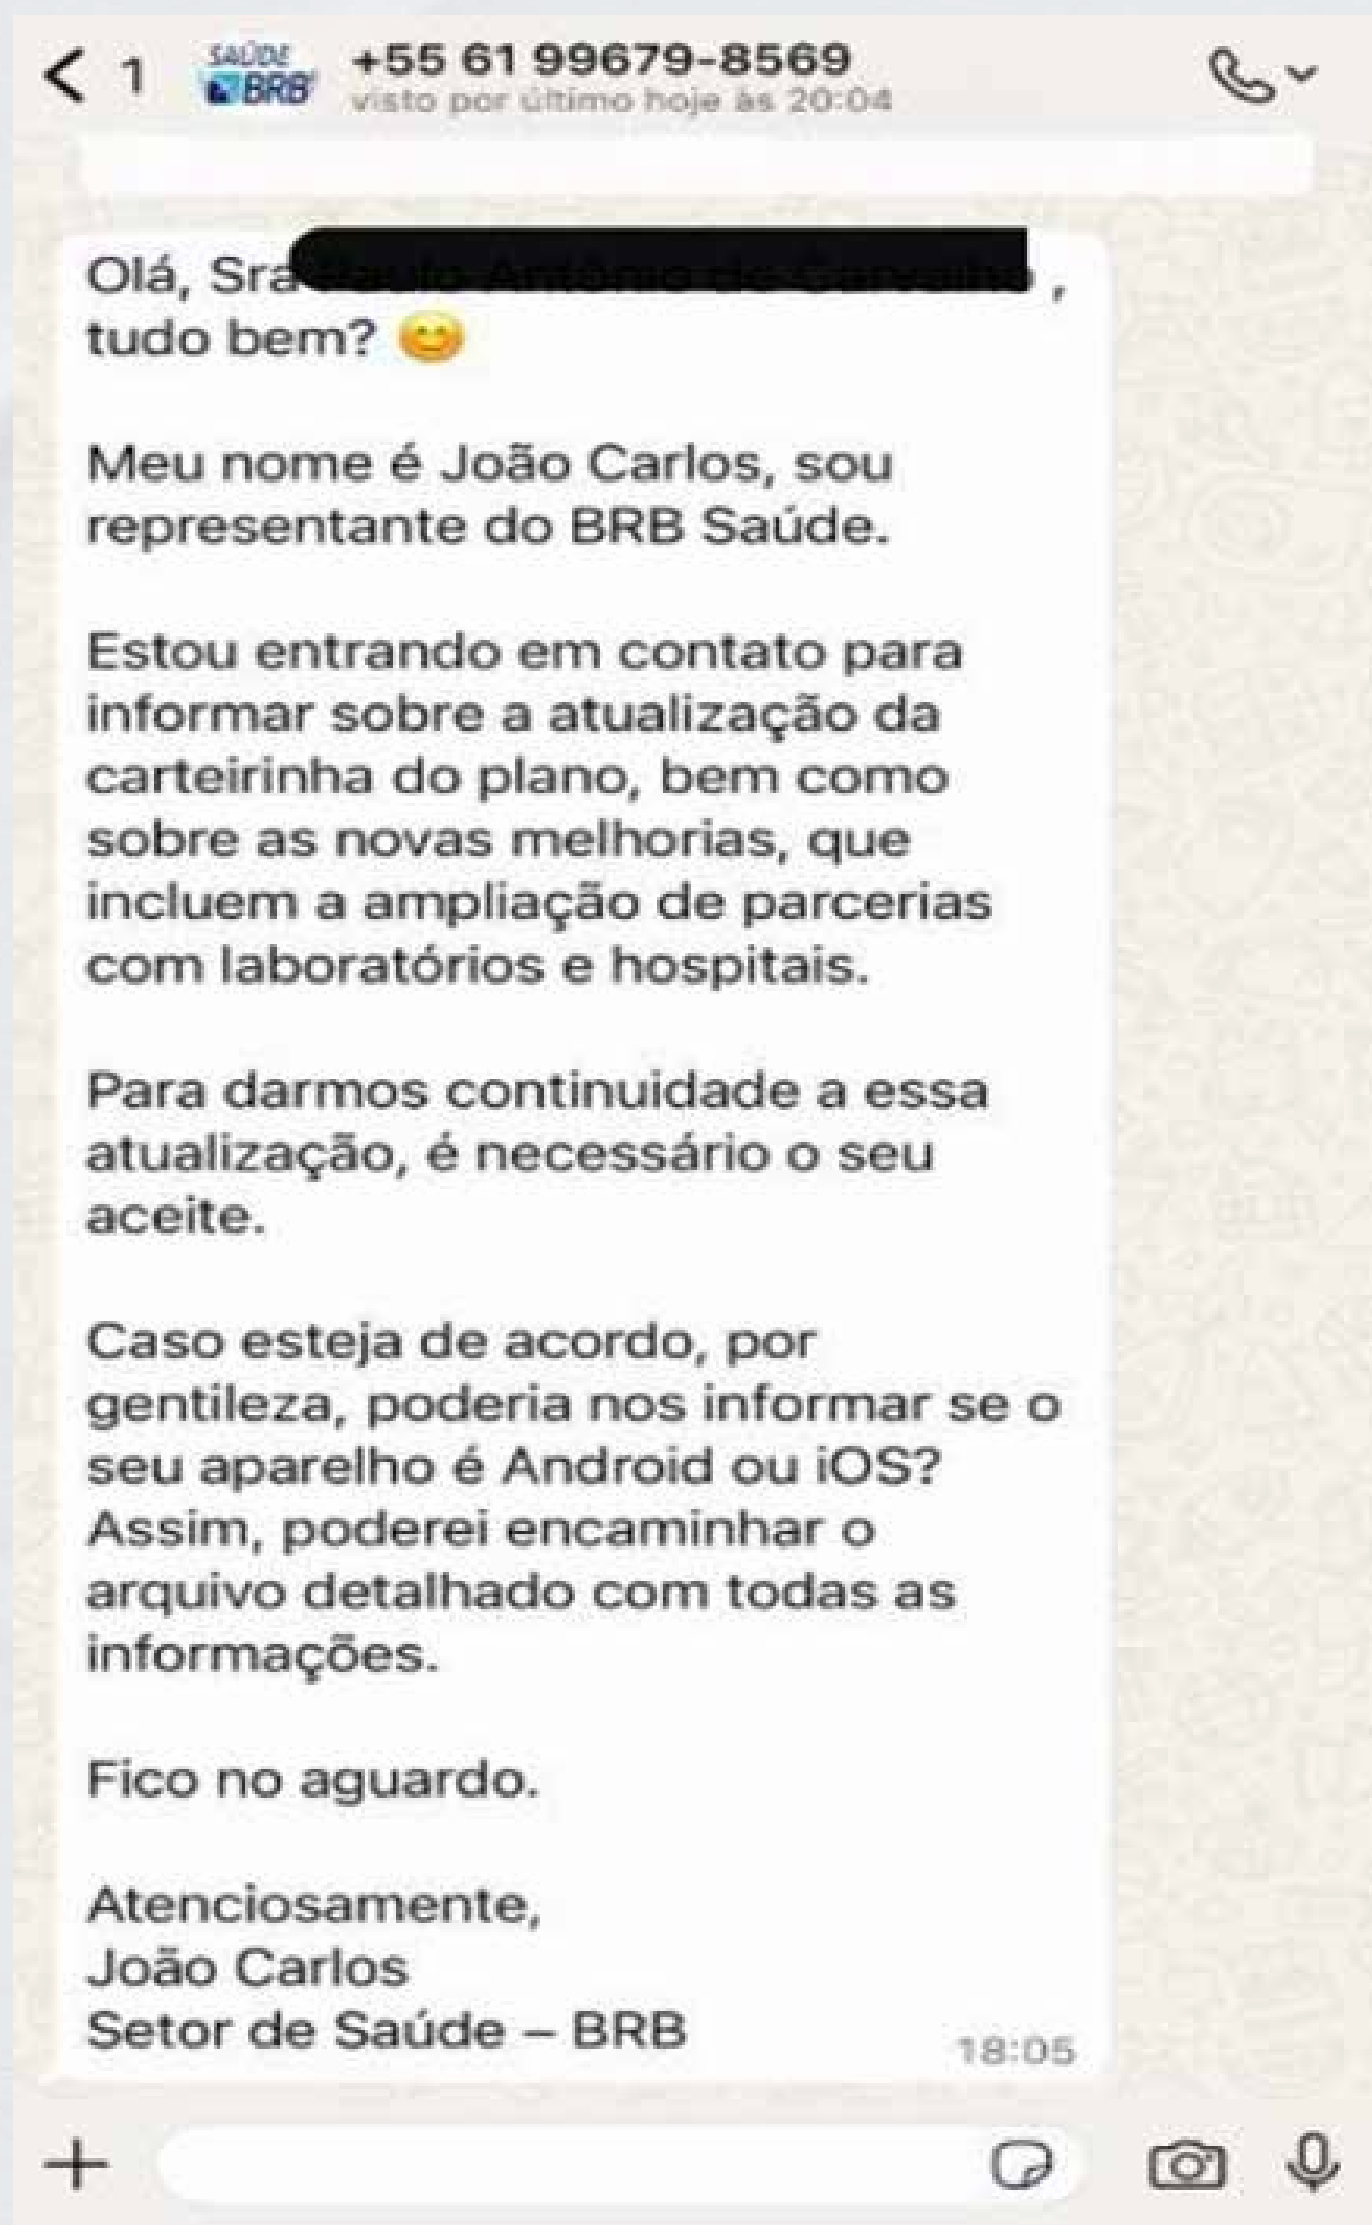 1
SAÚDE
BRB
+55 61 99679-8569
visto por último hoje às 20:04
Olá, Sra ,
tudo bem? 😊
Meu nome é João Carlos, sou
representante do BRB Saúde.
Estou entrando em contato para
informar sobre a atualização da
carteirinha do plano, bem como
sobre as novas melhorias, que
incluem a ampliação de parcerias
com laboratórios e hospitais.
Para darmos continuidade a essa
atualização, é necessário o seu
aceite.
Caso esteja de acordo, por
gentileza, poderia nos informar se o
seu aparelho é Android ou iOS?
Assim, poderei encaminhar o
arquivo detalhado com todas as
informações.
Fico no aguardo.
Atenciosamente,
João Carlos
Setor de Saúde – BRB
18:05